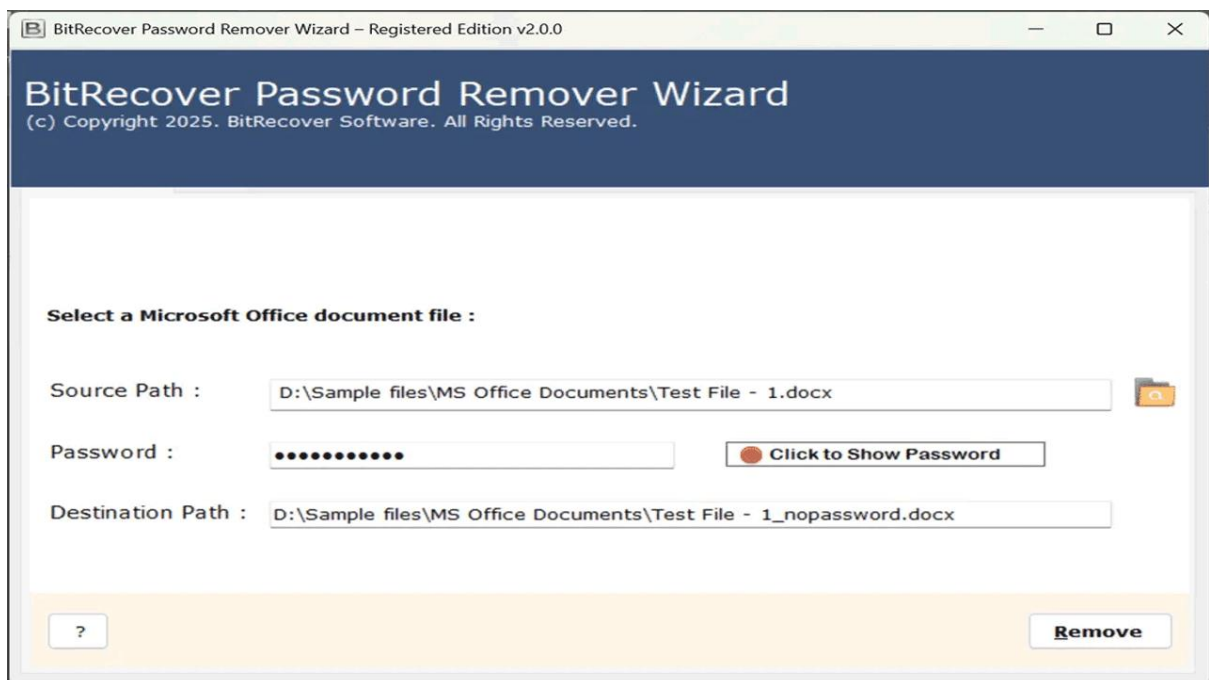 BitRecover Password Remover Wizard – Registered Edition v2.0.0
BitRecover Password Remover Wizard
(c) Copyright 2025. BitRecover Software. All Rights Reserved.
Select a Microsoft Office document file :
Source Path : D:\Sample files\MS Office Documents\Test File - 1.docx
Password : ●●●●●●●●●●● Click to Show Password
Destination Path : D:\Sample files\MS Office Documents\Test File - 1_nopassword.docx
? Remove